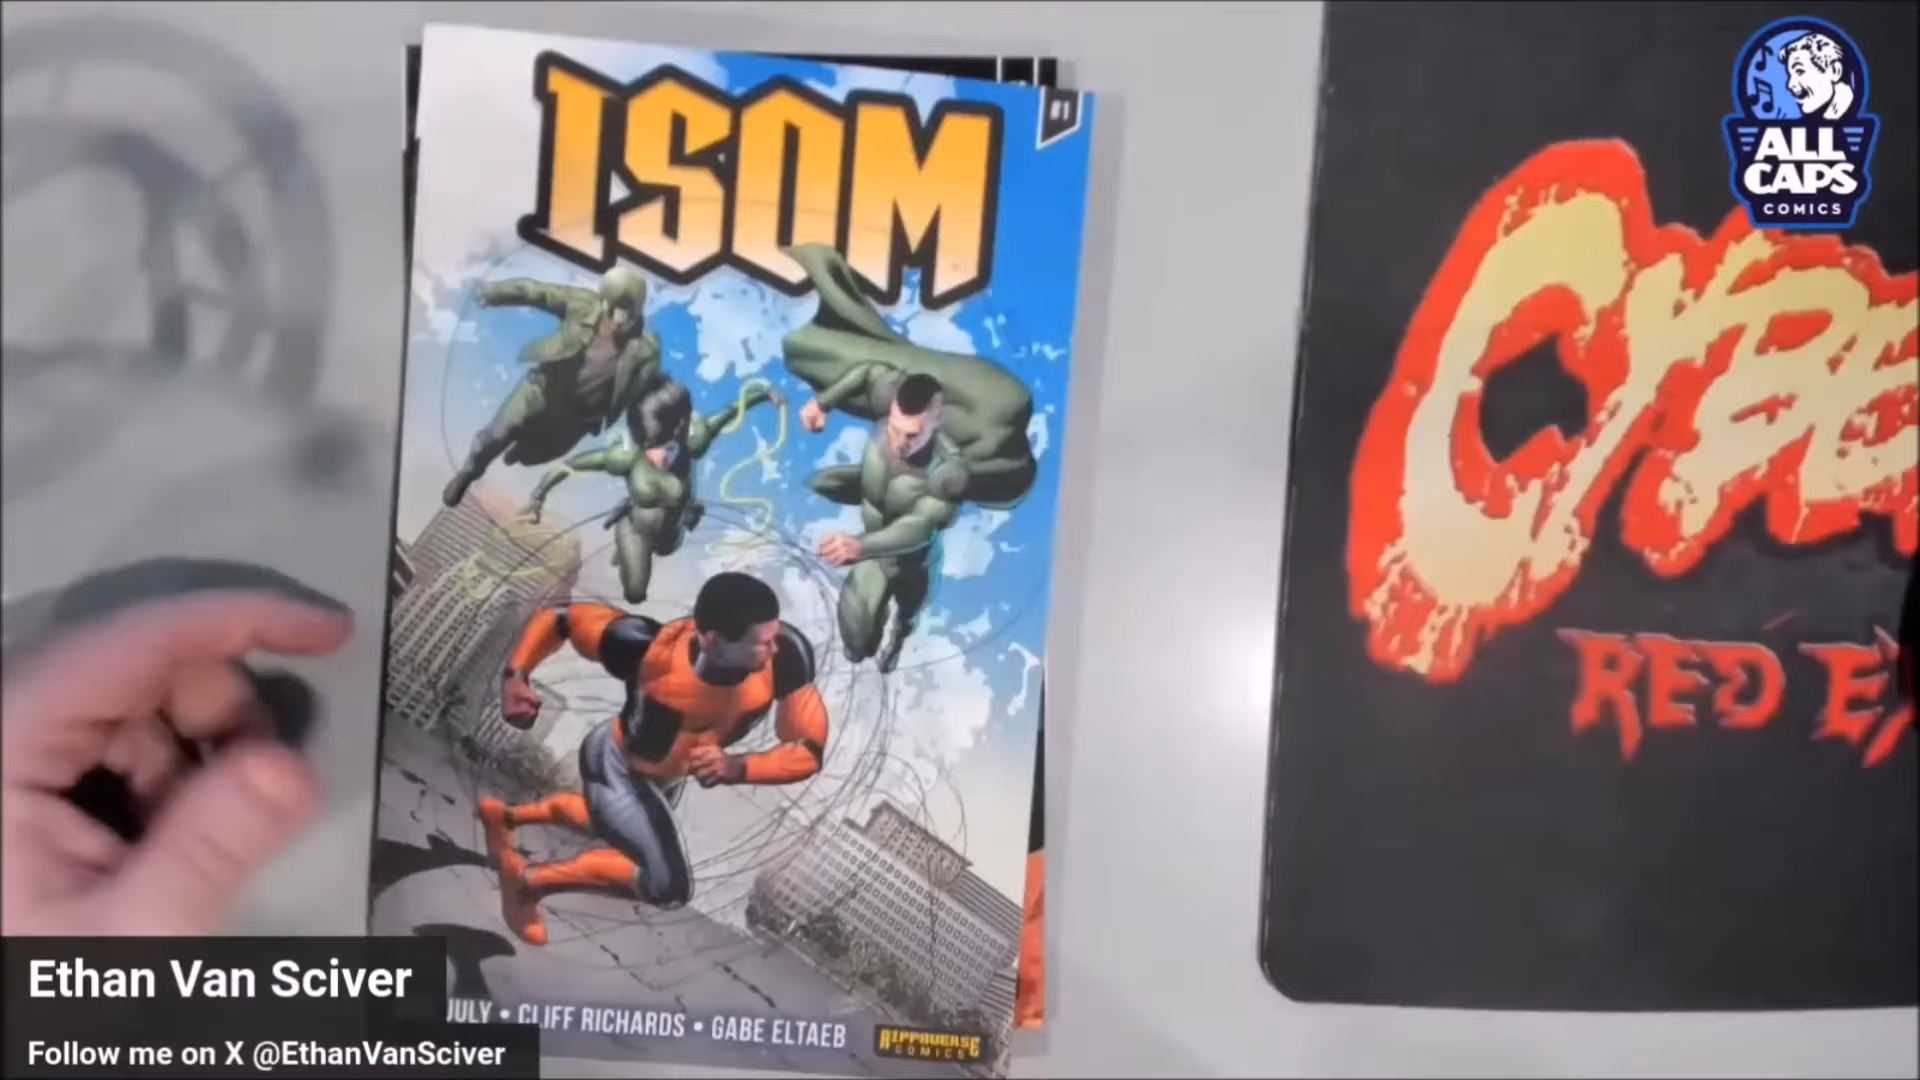 ISOM
#1
JULY • CLIFF RICHARDS • GABE ELTAEB
RIPPAVERSE
COMICS
ALL
CAPS
COMICS
CYBE
RED E
Ethan Van Sciver
Follow me on X @EthanVanSciver